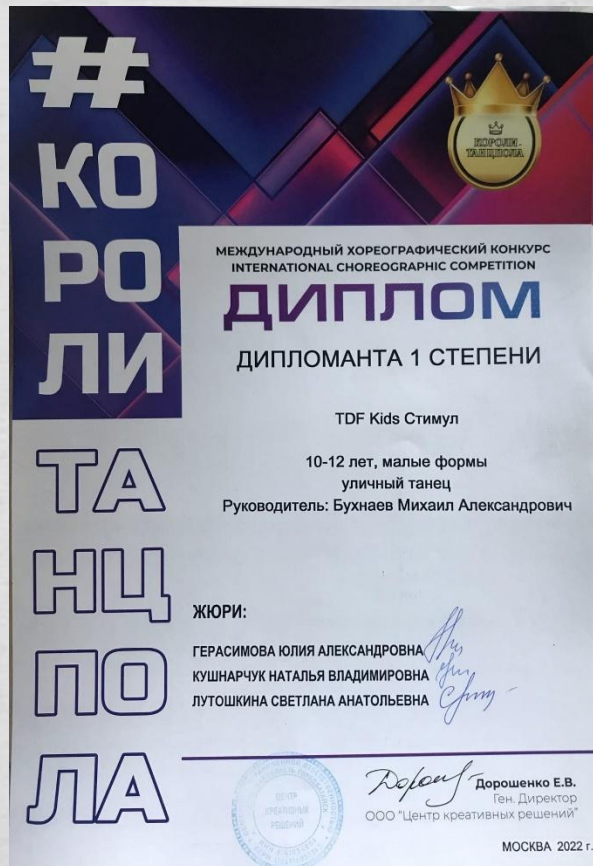 #
КО
РО
ЛИ
ТА
НЦ
ПО
ЛА
КОРОЛИ
ТАНЦПОЛА
МЕЖДУНАРОДНЫЙ ХОРЕОГРАФИЧЕСКИЙ КОНКУРС
INTERNATIONAL CHOREOGRAPHIC COMPETITION
ДИПЛОМ
ДИПЛОМАНТА 1 СТЕПЕНИ
TDF Kids Стимул
10-12 лет, малые формы
уличный танец
Руководитель: Бухнаев Михаил Александрович
ЖЮРИ:
ГЕРАСИМОВА ЮЛИЯ АЛЕКСАНДРОВНА
КУШНАРЧУК НАТАЛЬЯ ВЛАДИМИРОВНА
ЛУТОШКИНА СВЕТЛАНА АНАТОЛЬЕВНА
ЦЕНТР
КРЕАТИВНЫХ
РЕШЕНИЙ
Дорошенко Е.В.
Ген. Директор
ООО "Центр креативных решений"
МОСКВА 2022 г.